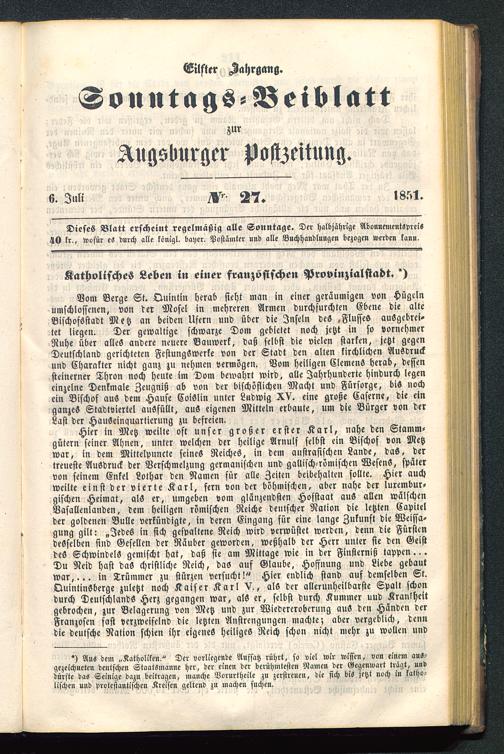 Eilfter Jahrgang.
Sonntags-Beiblatt
zur
Augsburger Postzeitung.
6. Juli
Nr. 27.
1851.
Dieses Blatt erscheint regelmäßig alle Sonntage. Der halbjährige Abonnementspreis
40 kr., wofür es durch alle königl. bayer. Postämter und alle Buchhandlungen bezogen werden kann.
Katholisches Leben in einer französischen Provinzialstadt. *)
Vom Berge St. Quintin herab sieht man in einer geräumigen von Hügeln
umschlossenen, von der Mosel in mehreren Armen durchfurchten Ebene die alte
Bischofsstadt Metz an beiden Ufern und über die Inseln des Flusses ausgebrei-
tet liegen. Der gewaltige schwarze Dom gebietet noch jetzt in so vornehmer
Ruhe über alles andere neuere Bauwerk, daß selbst die vielen starken, jetzt gegen
Deutschland gerichteten Festungswerke von der Stadt den alten kirchlichen Ausdruck
und Charakter nicht ganz zu nehmen vermögen. Vom heiligen Clemens herab, dessen
steinerner Thron noch heute im Dom bewahrt wird, alle Jahrhunderte hindurch legen
einzelne Denkmale Zeugniß ab von der bischöflichen Macht und Fürsorge, bis noch
ein Bischof aus dem Hause Coislin unter Ludwig XV. eine große Caserne, die ein
ganzes Stadtviertel ausfüllt, aus eigenen Mitteln erbaute, um die Bürger von der
Last der Hauseinquartierung zu befreien.
Hier in Metz weilte oft unser großer erster Karl, nahe den Stamm-
gütern seiner Ahnen, unter welchen der heilige Arnulf selbst ein Bischof von Metz
war, in dem Mittelpuncte seines Reiches, in dem austrasischen Lande, das, der
treueste Ausdruck der Verschmelzung germanischen und gallisch-römischen Wesens, später
von seinem Enkel Lothar den Namen für alle Zeiten beibehalten sollte. Hier auch
weilte einst der vierte Karl, fern von der böhmischen, aber nahe der luremburg-
gischen Heimat, als er, umgeben vom glänzendsten Hofstaat aus allen wälschen
Vasallenlanden, dem heiligen römischen Reiche deutscher Nation die letzten Capitel
der goldenen Bulle verkündigte, in deren Eingang für eine lange Zukunft die Weissa-
gung gilt: „Jedes in sich gespaltene Reich wird verwüstet werden, denn die Fürsten
desselben sind Gesellen der Räuber geworden, weßhalb der Herr unter sie den Geist
des Schwindels gemischt hat, daß sie am Mittage wie in der Finsterniß tappen...
Du Neid hast das christliche Reich, das auf Glaube, Hoffnung und Liebe gebaut
war,... in Trümmer zu stürzen versucht!“ Hier endlich stand auf demselben St.
Quintinsberge zuletzt noch Kaiser Karl V., als der allerunheilbarste Spalt schon
durch Deutschlands Herz gegangen war, als er, selbst durch Kummer und Krankheit
gebrochen, zur Belagerung von Metz und zur Wiedereroberung aus den Händen der
Franzosen fast verzweifelnd die letzten Anstrengungen machte; aber vergeblich, denn
die deutsche Nation schien ihr eigenes heiliges Reich schon nicht mehr zu wollen und
*) Aus dem „Katholiken.“ Der vorliegende Aufsatz rührt, so viel wir wissen, von einem aus-
gezeichneten deutschen Staatsmanne her, der einen der berühmtesten Namen der Gegenwart trägt, und
dürfte das Seinige dazu beitragen, manche Vorurtheile zu zerstreuen, die sich bis jetzt noch in katho-
lischen und protestantischen Kreisen geltend zu machen suchen.